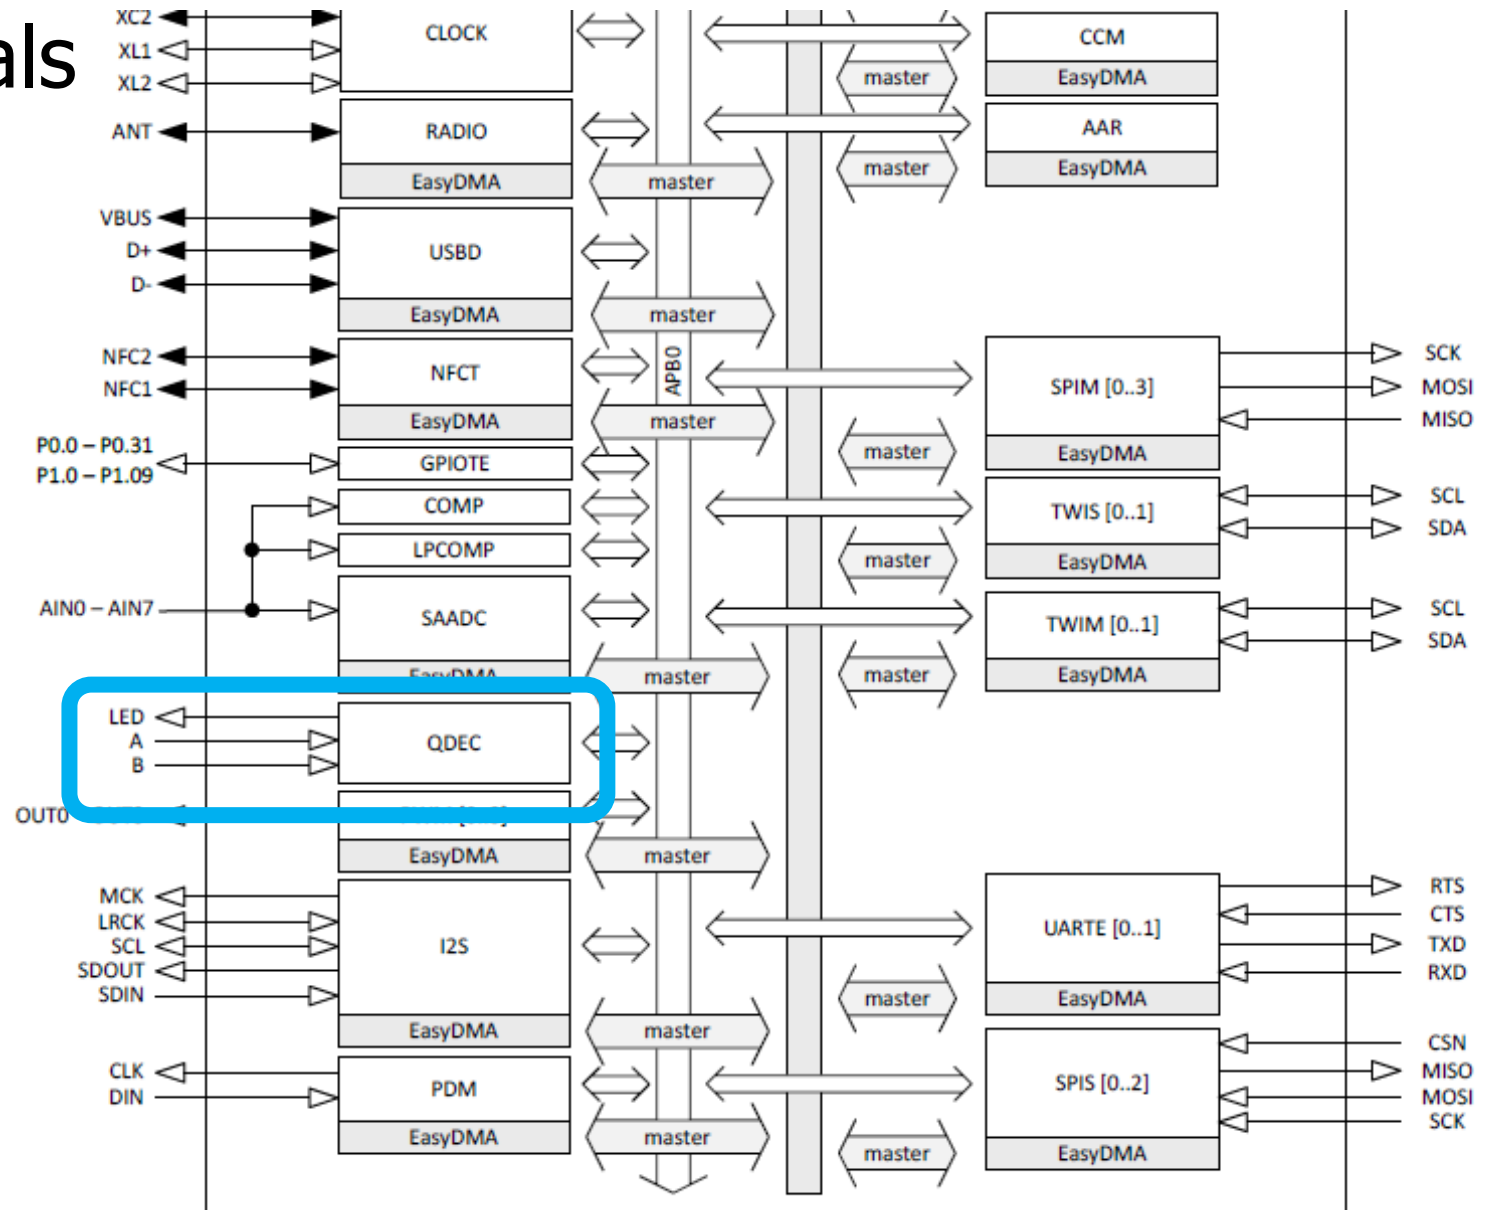 als
XC2
XL1
XL2
CLOCK
CCM
master
EasyDMA
ANT
RADIO
AAR
EasyDMA
master
master
EasyDMA
VBUS
D+
D-
USBD
EasyDMA
master
NFC2
NFC1
NFCT
APB0
EasyDMA
master
SPIM [0..3]
SCK
MOSI
MISO
master
EasyDMA
P0.0 – P0.31
P1.0 – P1.09
GPIOTE
COMP
LPCOMP
TWIS [0..1]
SCL
SDA
master
EasyDMA
AIN0 – AIN7
SAADC
EasyDMA
master
TWIM [0..1]
SCL
SDA
master
EasyDMA
LED
A
B
QDEC
OUT0
EasyDMA
master
MCK
LRCK
SCL
SDOUT
SDIN
I2S
EasyDMA
master
UARTE [0..1]
RTS
CTS
TXD
RXD
master
EasyDMA
CLK
DIN
PDM
EasyDMA
master
SPIS [0..2]
CSN
MISO
MOSI
SCK
master
EasyDMA